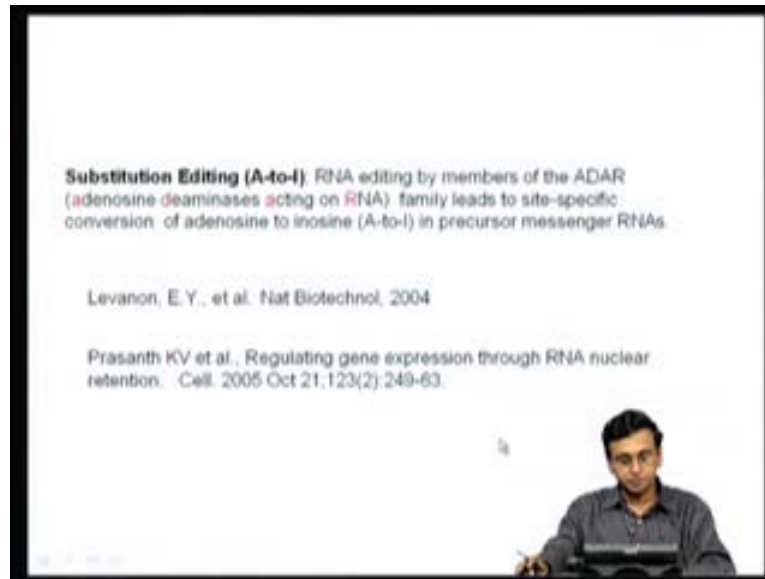 Substitution Editing (A-to-I): RNA editing by members of the ADAR
(adenosine deaminases acting on RNA) family leads to site-specific
conversion of adenosine to inosine (A-to-I) in precursor messenger RNAs.
Levanon, E.Y., et al. Nat Biotechnol, 2004
Prasanth KV et al., Regulating gene expression through RNA nuclear
retention. Cell. 2005 Oct 21;123(2):249-63.